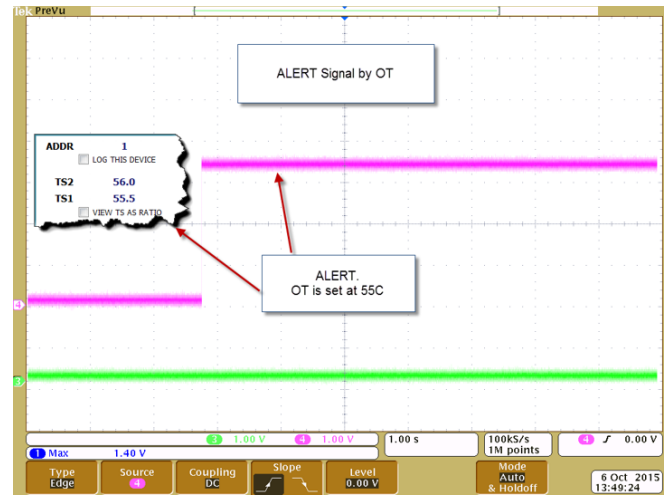 Tek PreVu
ALERT Signal by OT
ADDR 1
LOG THIS DEVICE
TS2 56.0
TS1 55.5
VIEW TS AS RATIO
ALERT.
OT is set at 55C
4
3
3 1.00 V 4 1.00 V 1.00 s 100kS/s 4 0.00 V
1M points
1 Max 1.40 V
Type Source Coupling Slope Level Mode
Edge 4 DC 0.00 V Auto
& Holdoff
6 Oct 2015
13:49:24